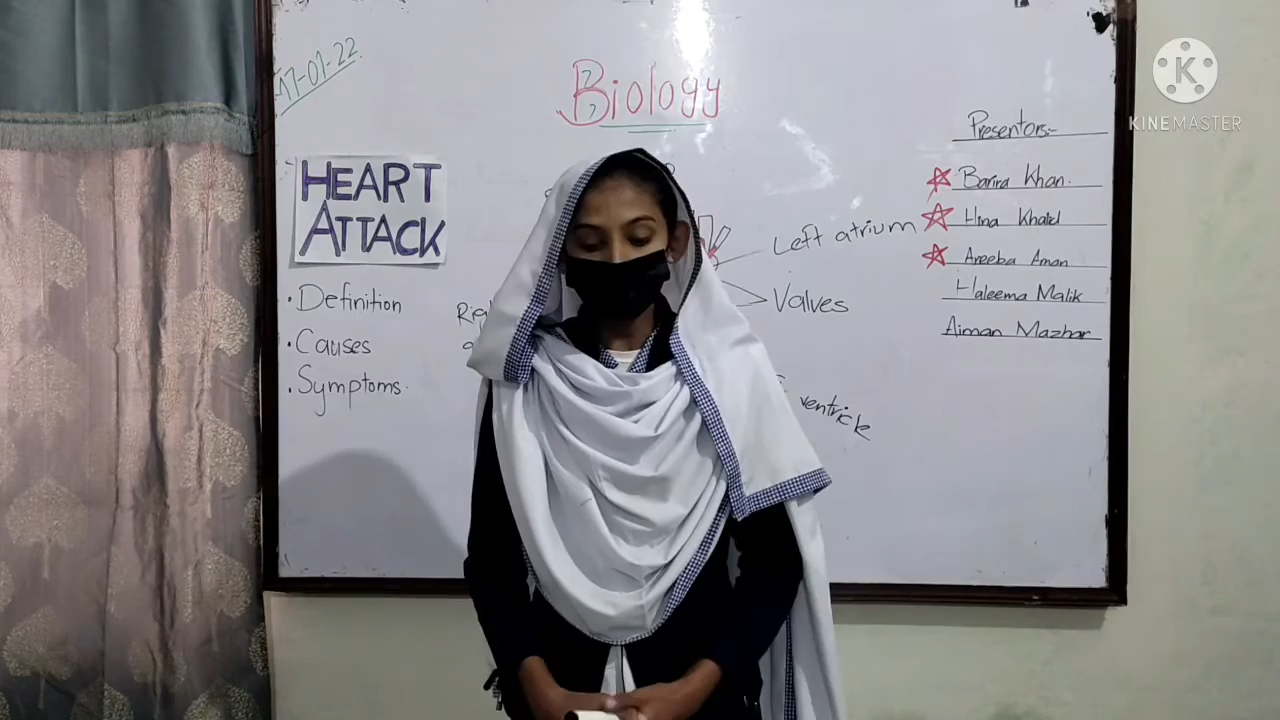 17-01-22
Biology
HEART
ATTACK
• Definition
• Causes
• Symptoms.
Left atrium
Valves
ventricle
Presentors:-
Barira Khan.
Hina Khalid
Areeba Aman
Haleema Malik
Aiman Mazhar
K
KINEMASTER